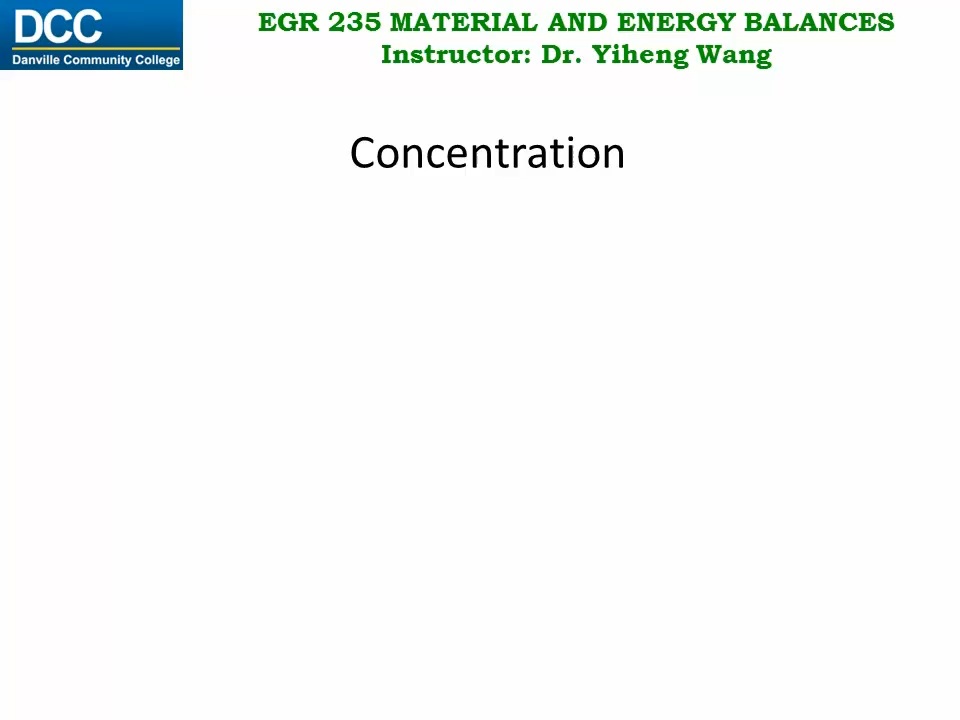 DCC
Danville Community College
EGR 235 MATERIAL AND ENERGY BALANCES
Instructor: Dr. Yiheng Wang
Concentration